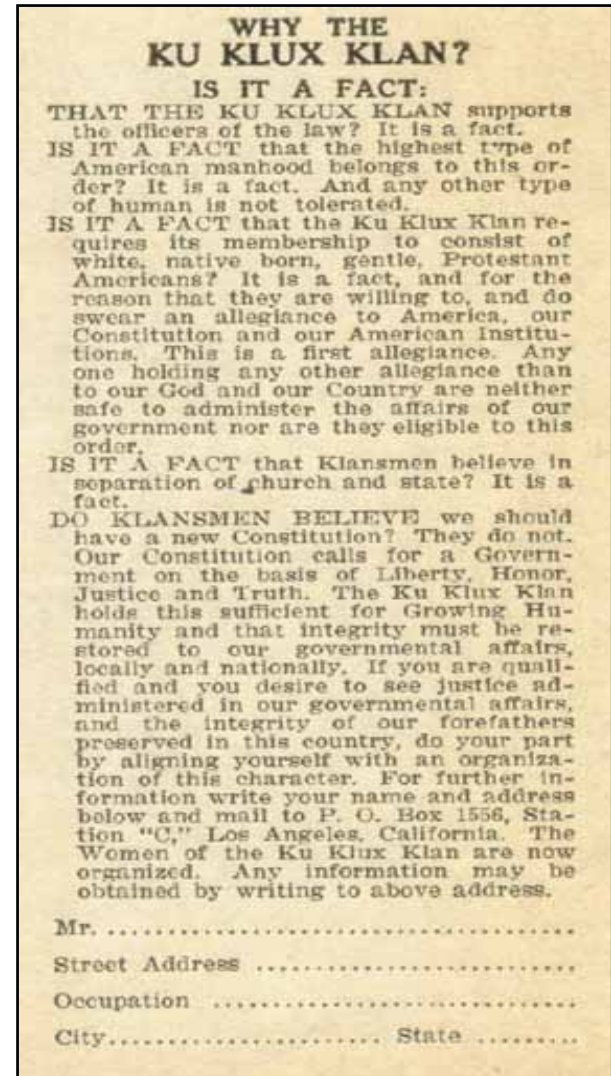 WHY THE
KU KLUX KLAN?
IS IT A FACT:
THAT THE KU KLUX KLAN supports
the officers of the law? It is a fact.
IS IT A FACT that the highest type of
American manhood belongs to this or-
der? It is a fact. And any other type
of human is not tolerated.
IS IT A FACT that the Ku Klux Klan re-
quires its membership to consist of
white, native born, gentle, Protestant
Americans? It is a fact, and for the
reason that they are willing to, and do
swear an allegiance to America, our
Constitution and our American Institu-
tions. This is a first allegiance. Any
one holding any other allegiance than
to our God and our Country are neither
safe to administer the affairs of our
government nor are they eligible to this
order.
IS IT A FACT that Klansmen believe in
separation of church and state? It is a
fact.
DO KLANSMEN BELIEVE we should
have a new Constitution? They do not.
Our Constitution calls for a Govern-
ment on the basis of Liberty, Honor,
Justice and Truth. The Ku Klux Klan
holds this sufficient for Growing Hu-
manity and that integrity must be re-
stored to our governmental affairs,
locally and nationally. If you are quali-
fied and you desire to see justice ad-
ministered in our governmental affairs,
and the integrity of our forefathers
preserved in this country, do your part
by aligning yourself with an organiza-
tion of this character. For further in-
formation write your name and address
below and mail to P. O. Box 1556, Sta-
tion "C," Los Angeles, California. The
Women of the Ku Klux Klan are now
organized. Any information may be
obtained by writing to above address.
Mr. .......................................
Street Address ...........................
Occupation ...............................
City....................... State .........